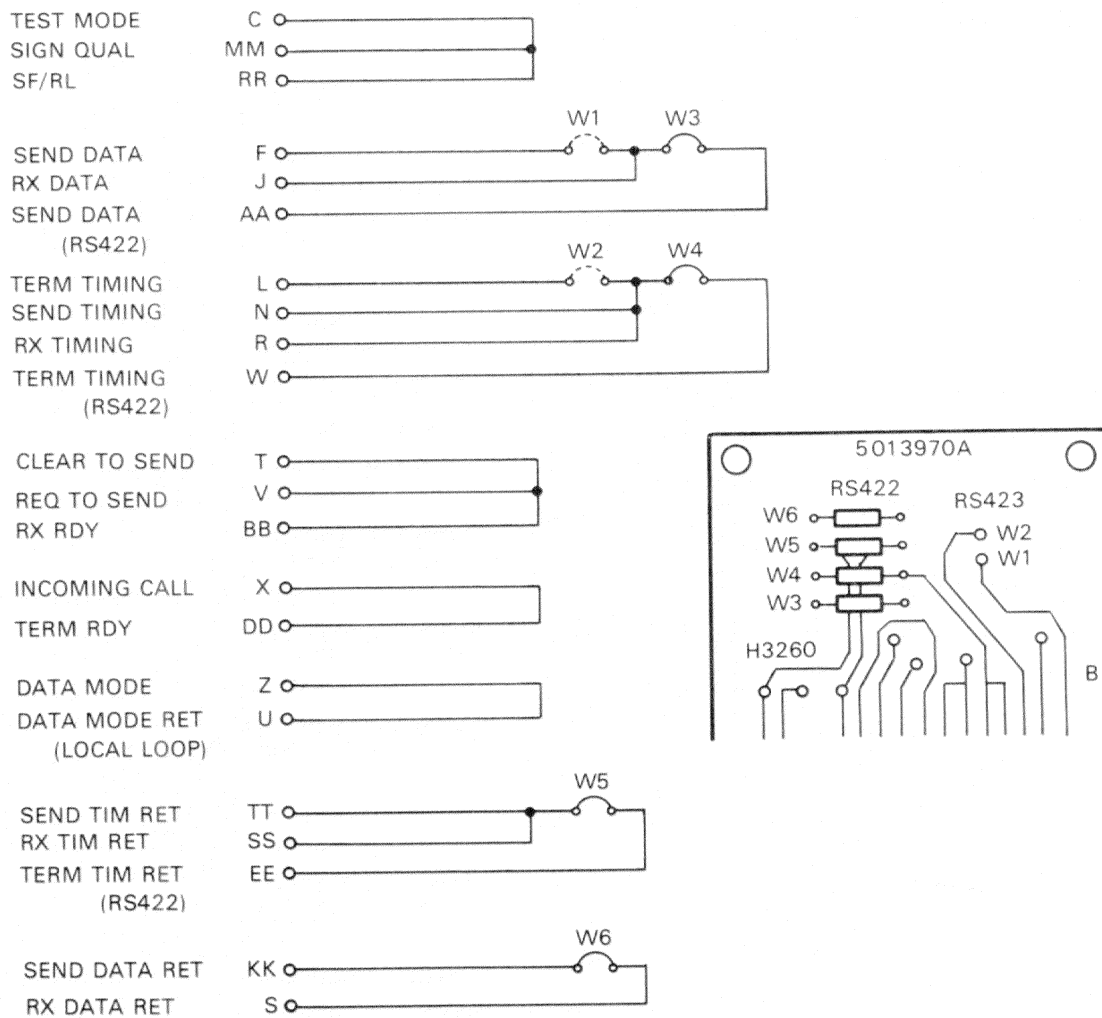 TEST MODE C
SIGN QUAL MM
SF/RL RR
W1 W3
SEND DATA F
RX DATA J
SEND DATA AA
(RS422)
W2 W4
TERM TIMING L
SEND TIMING N
RX TIMING R
TERM TIMING W
(RS422)
CLEAR TO SEND T
REQ TO SEND V
RX RDY BB
INCOMING CALL X
TERM RDY DD
DATA MODE Z
DATA MODE RET U
(LOCAL LOOP)
W5
SEND TIM RET TT
RX TIM RET SS
TERM TIM RET EE
(RS422)
W6
SEND DATA RET KK
RX DATA RET S
5013970A
RS422 RS423
W6
W5
W4
W3
W2
W1
H3260
B